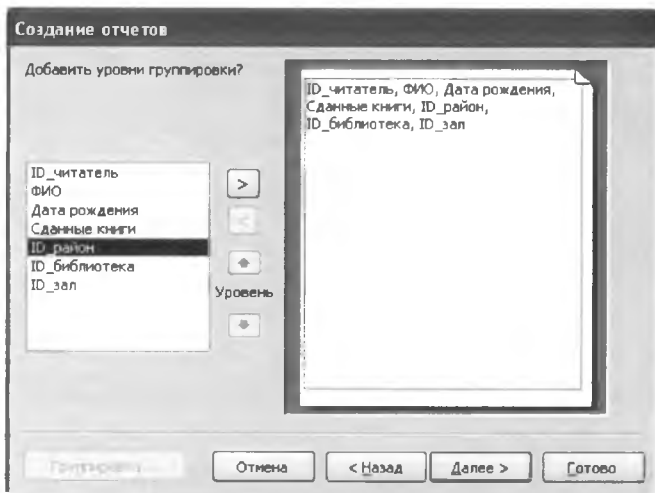 Создание отчетов
Добавить уровни группировки?
ID_читатель, ФИО, Дата рождения,
Сданные книги, ID_район,
ID_библиотека, ID_зал
ID_читатель
ФИО
Дата рождения
Сданные книги
ID_район
ID_библиотека
ID_зал
>
<
Уровень
Группировка...
Отмена
< Назад
Далее >
Готово